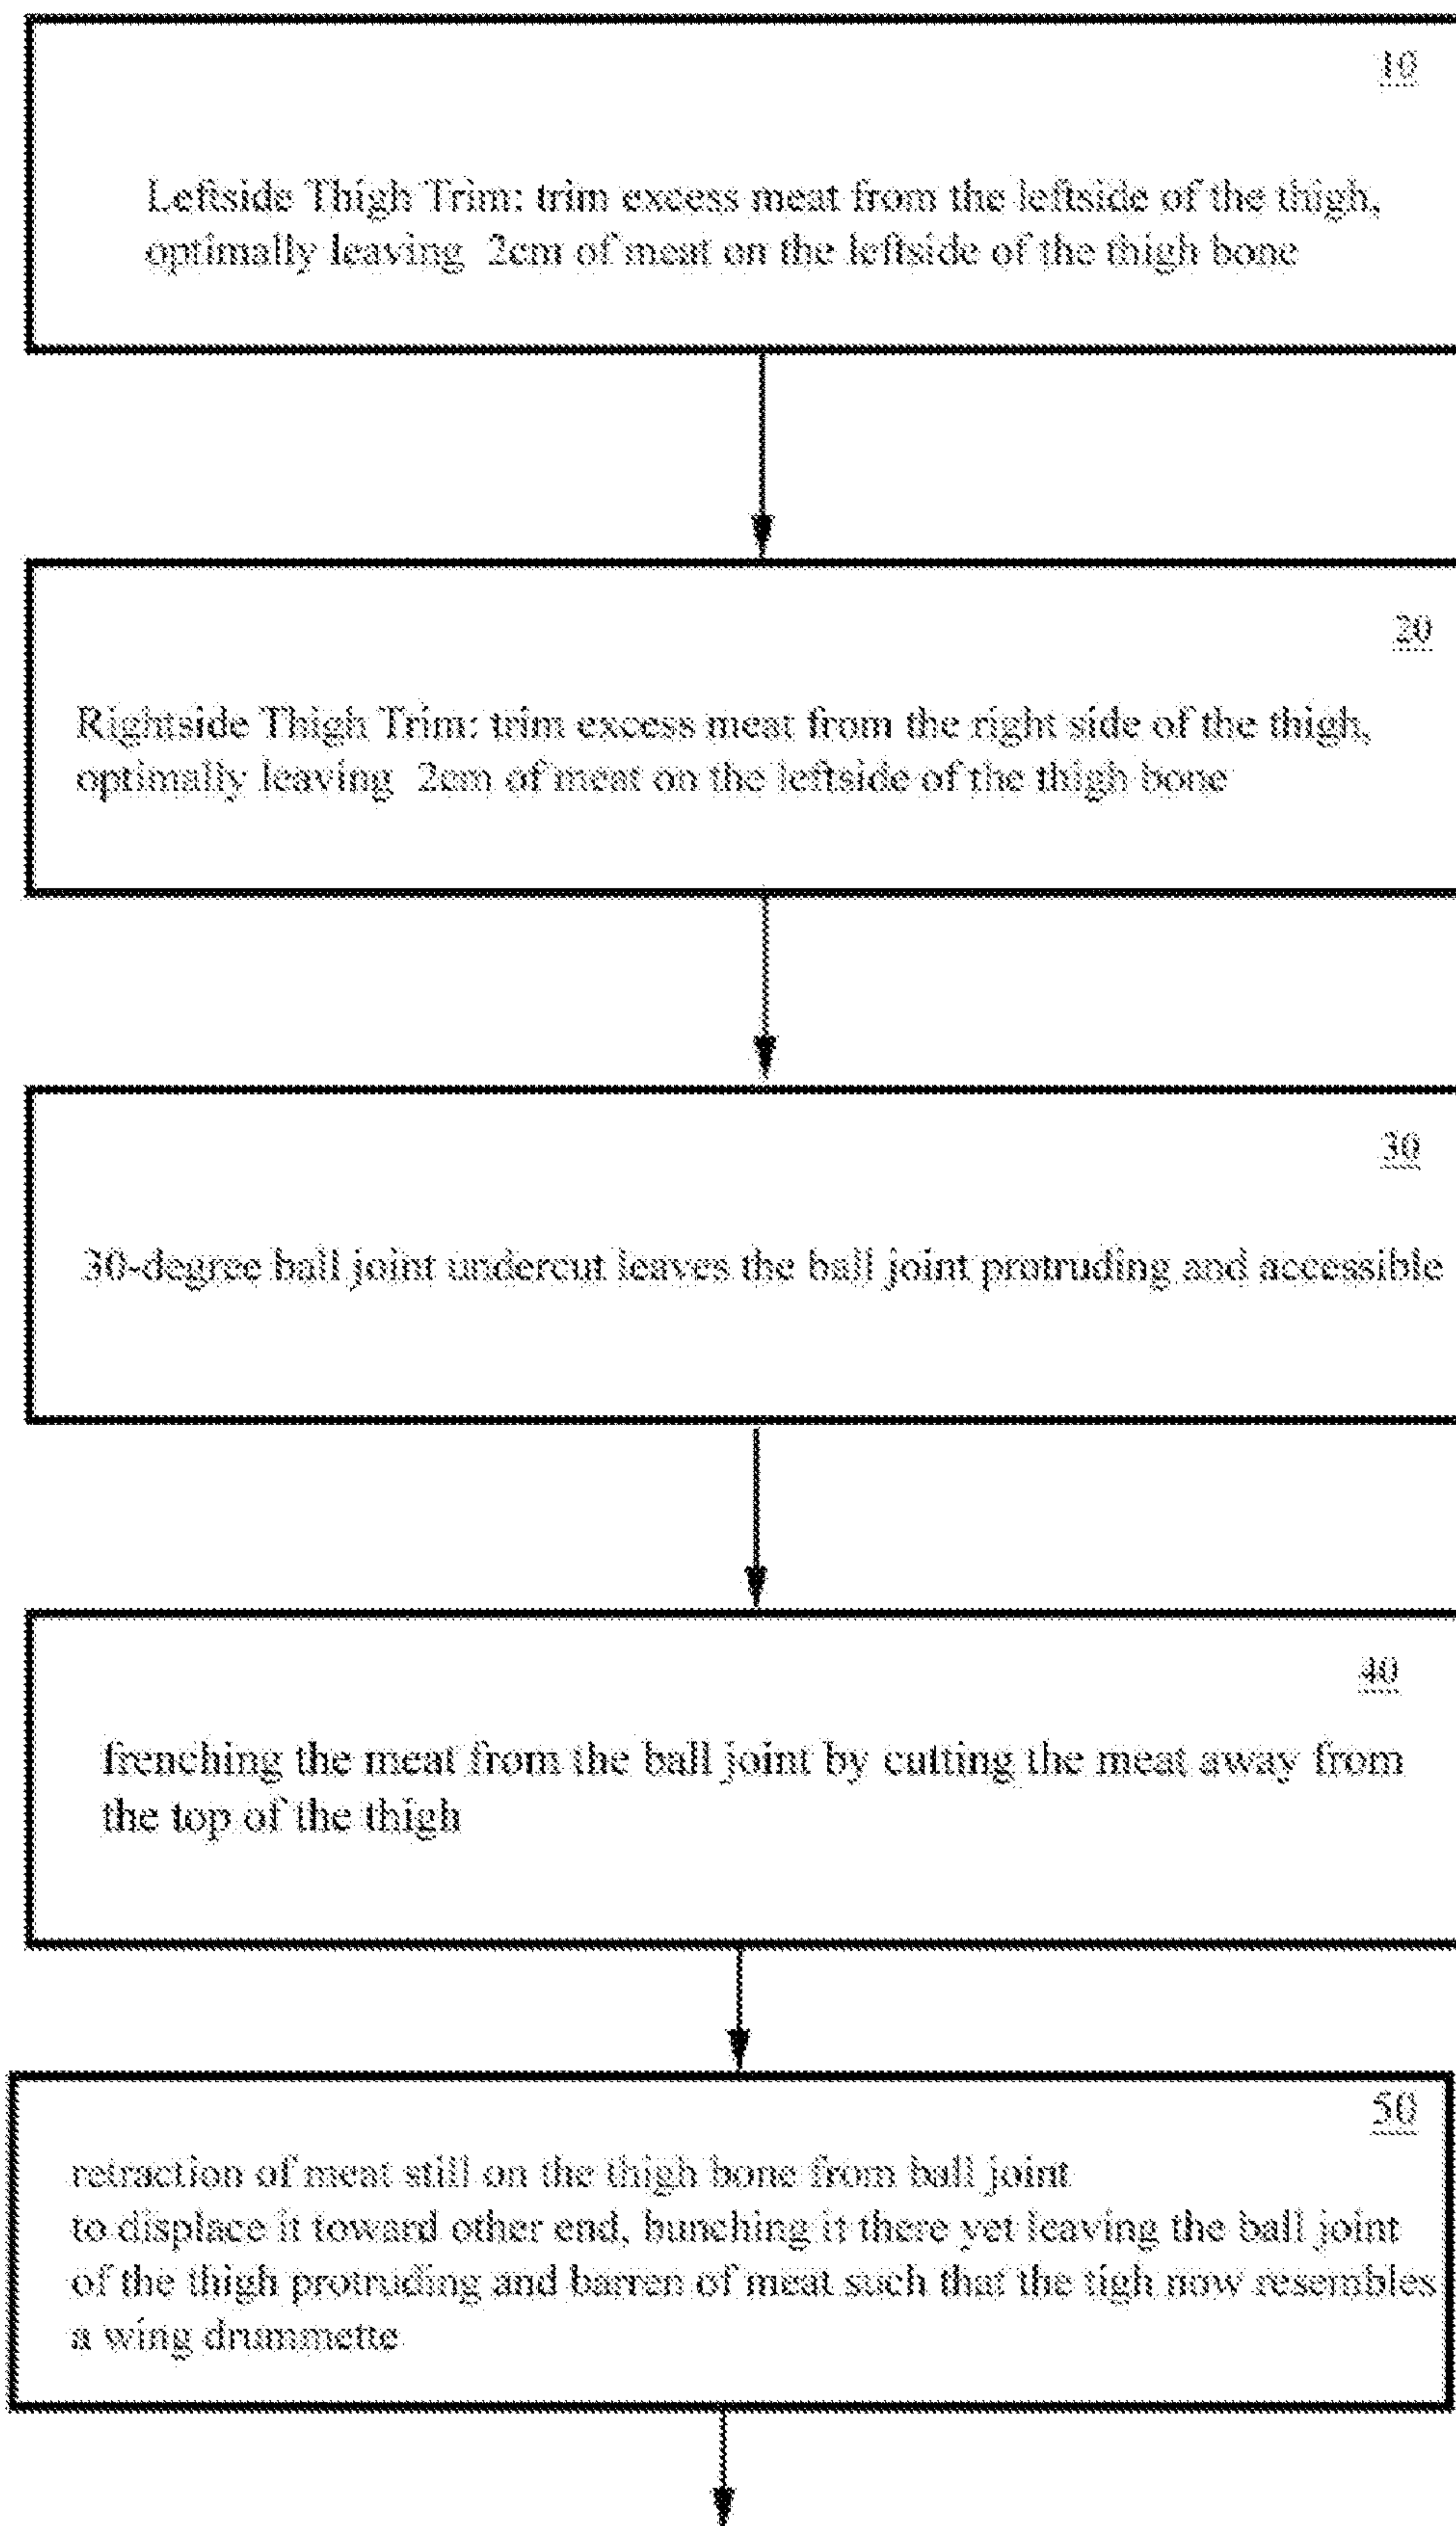 10
Leftside Thigh Trim: trim excess meat from the leftside of the thigh,
optimally leaving 2cm of meat on the leftside of the thigh bone
20
Rightside Thigh Trim: trim excess meat from the right side of the thigh,
optimally leaving 2cm of meat on the leftside of the thigh bone
30
30-degree ball joint undercut leaves the ball joint protruding and accessible
40
frenching the meat from the ball joint by cutting the meat away from
the top of the thigh
50
retraction of meat still on the thigh bone from ball joint
to displace it toward other end, bunching it there yet leaving the ball joint
of the thigh protruding and barren of meat such that the tigh now resembles
a wing drummette